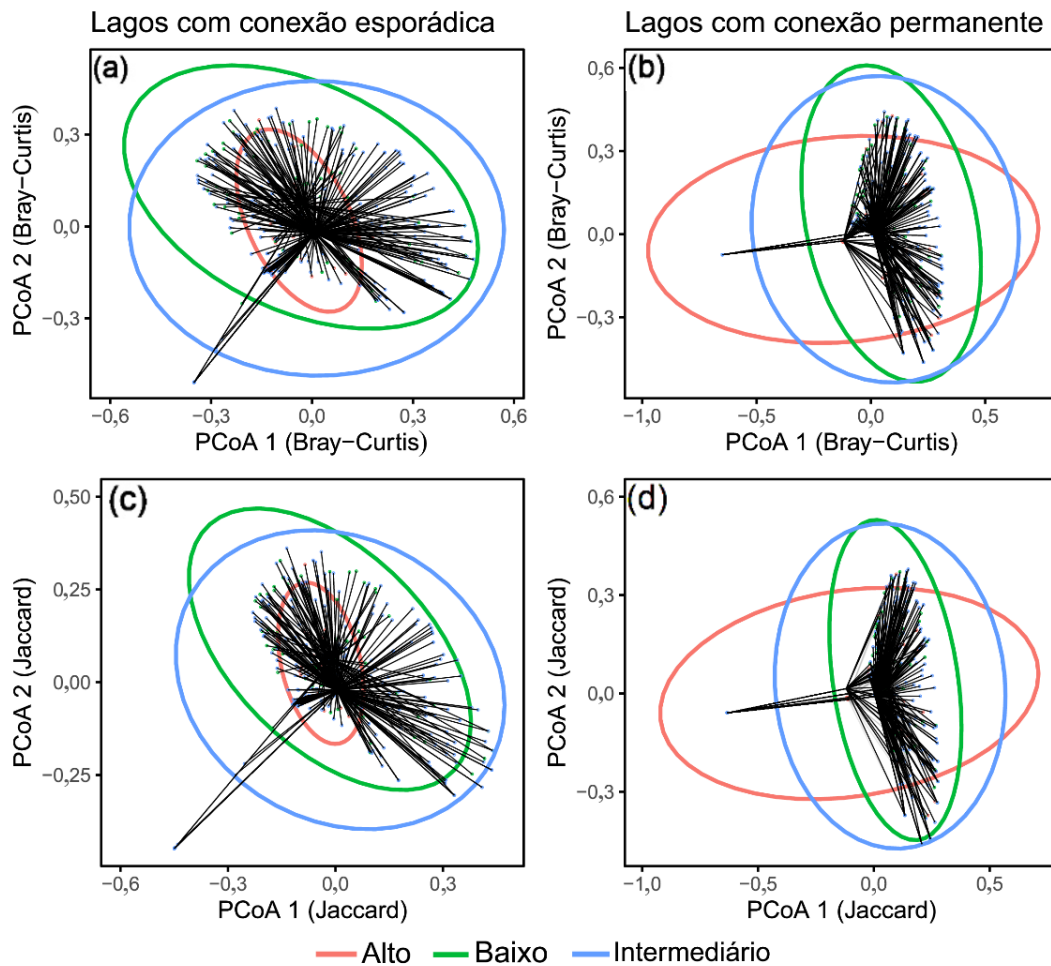 Lagos com conexão esporádica
Lagos com conexão permanente
(a)
PCoA 2 (Bray−Curtis)
0,3
0,0
−0,3
−0,6
−0,3
0,0
0,3
0,6
PCoA 1 (Bray−Curtis)
(b)
PCoA 2 (Bray−Curtis)
0,6
0,3
0,0
−0,3
−1,0
−0,5
0,0
0,5
PCoA 1 (Bray−Curtis)
(c)
PCoA 2 (Jaccard)
0,50
0,25
0,00
−0,25
−0,6
−0,3
0,0
0,3
PCoA 1 (Jaccard)
(d)
PCoA 2 (Jaccard)
0,6
0,3
0,0
−0,3
−1,0
−0,5
0,0
0,5
PCoA 1 (Jaccard)
Alto Baixo Intermediário